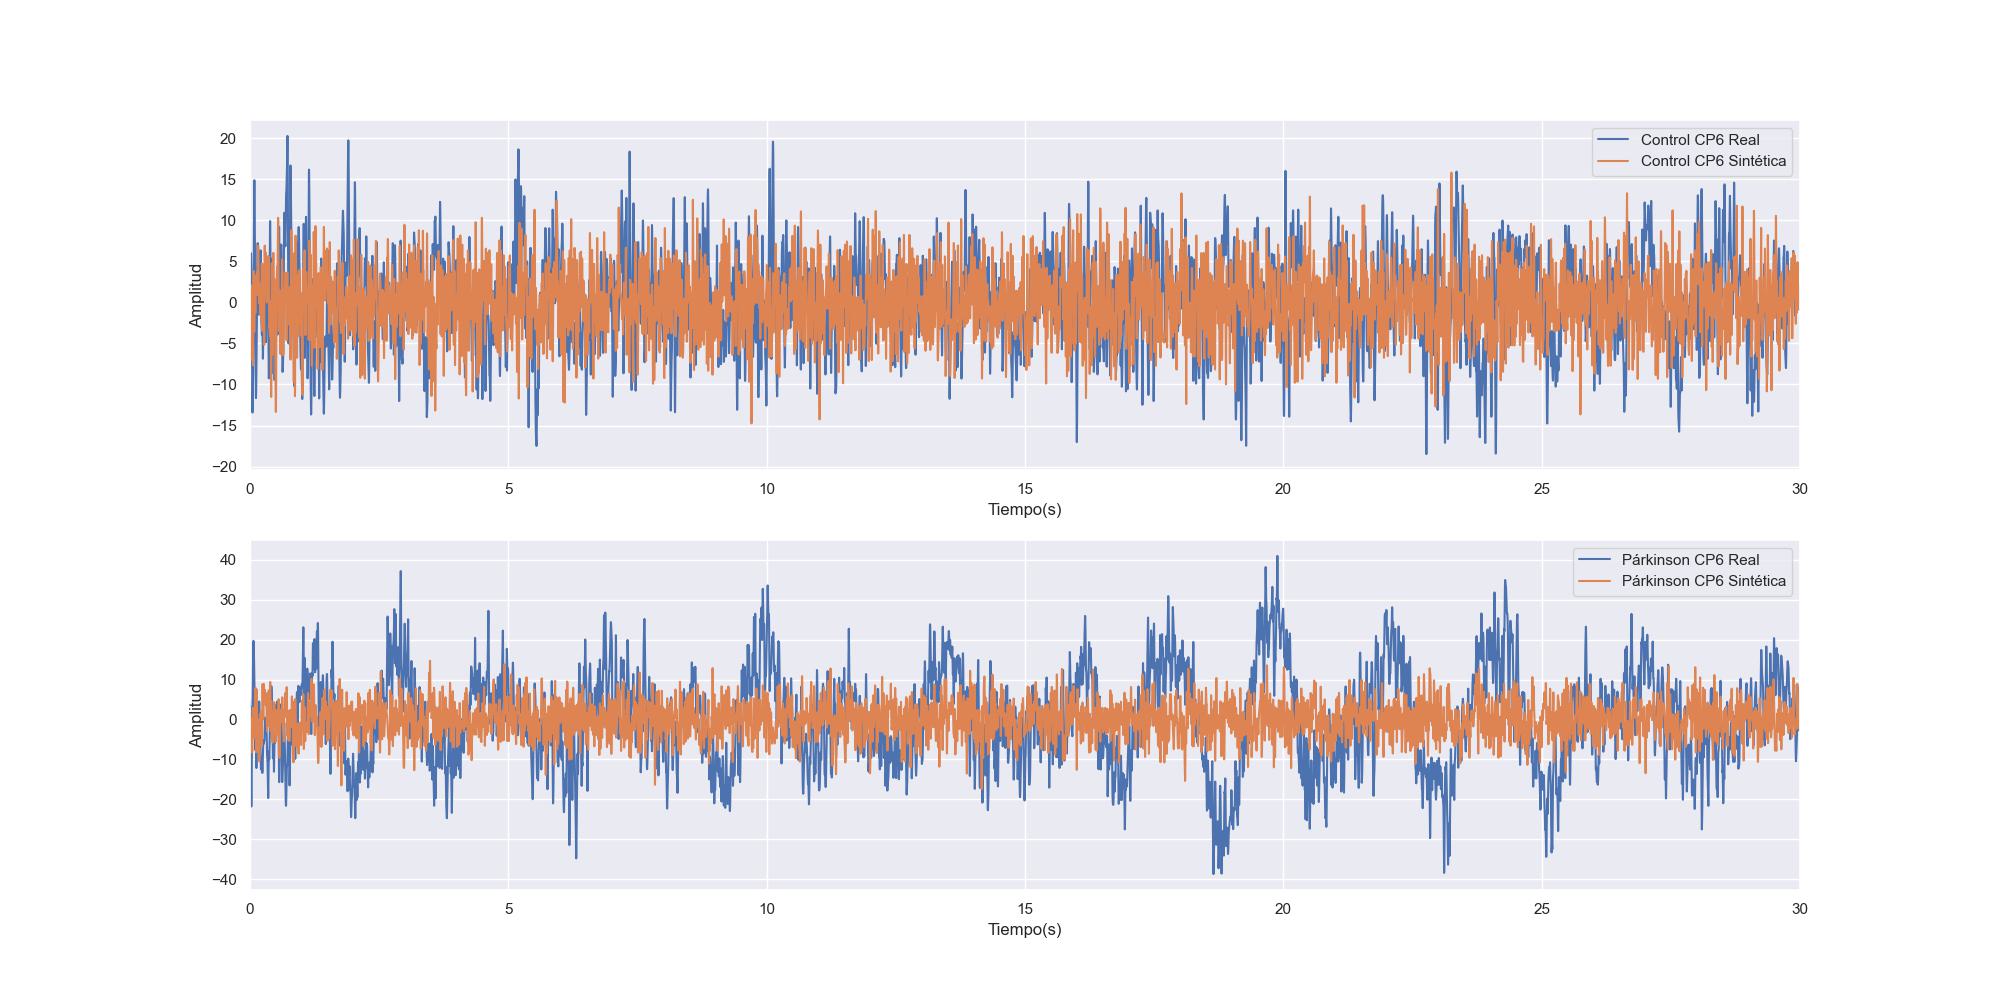 20
15
10
5
0
−5
−10
−15
−20
Amplitud
Control CP6 Real
Control CP6 Sintética
0 5 10 15 20 25 30
Tiempo(s)
40
30
20
10
0
−10
−20
−30
−40
Amplitud
Párkinson CP6 Real
Párkinson CP6 Sintética
0 5 10 15 20 25 30
Tiempo(s)